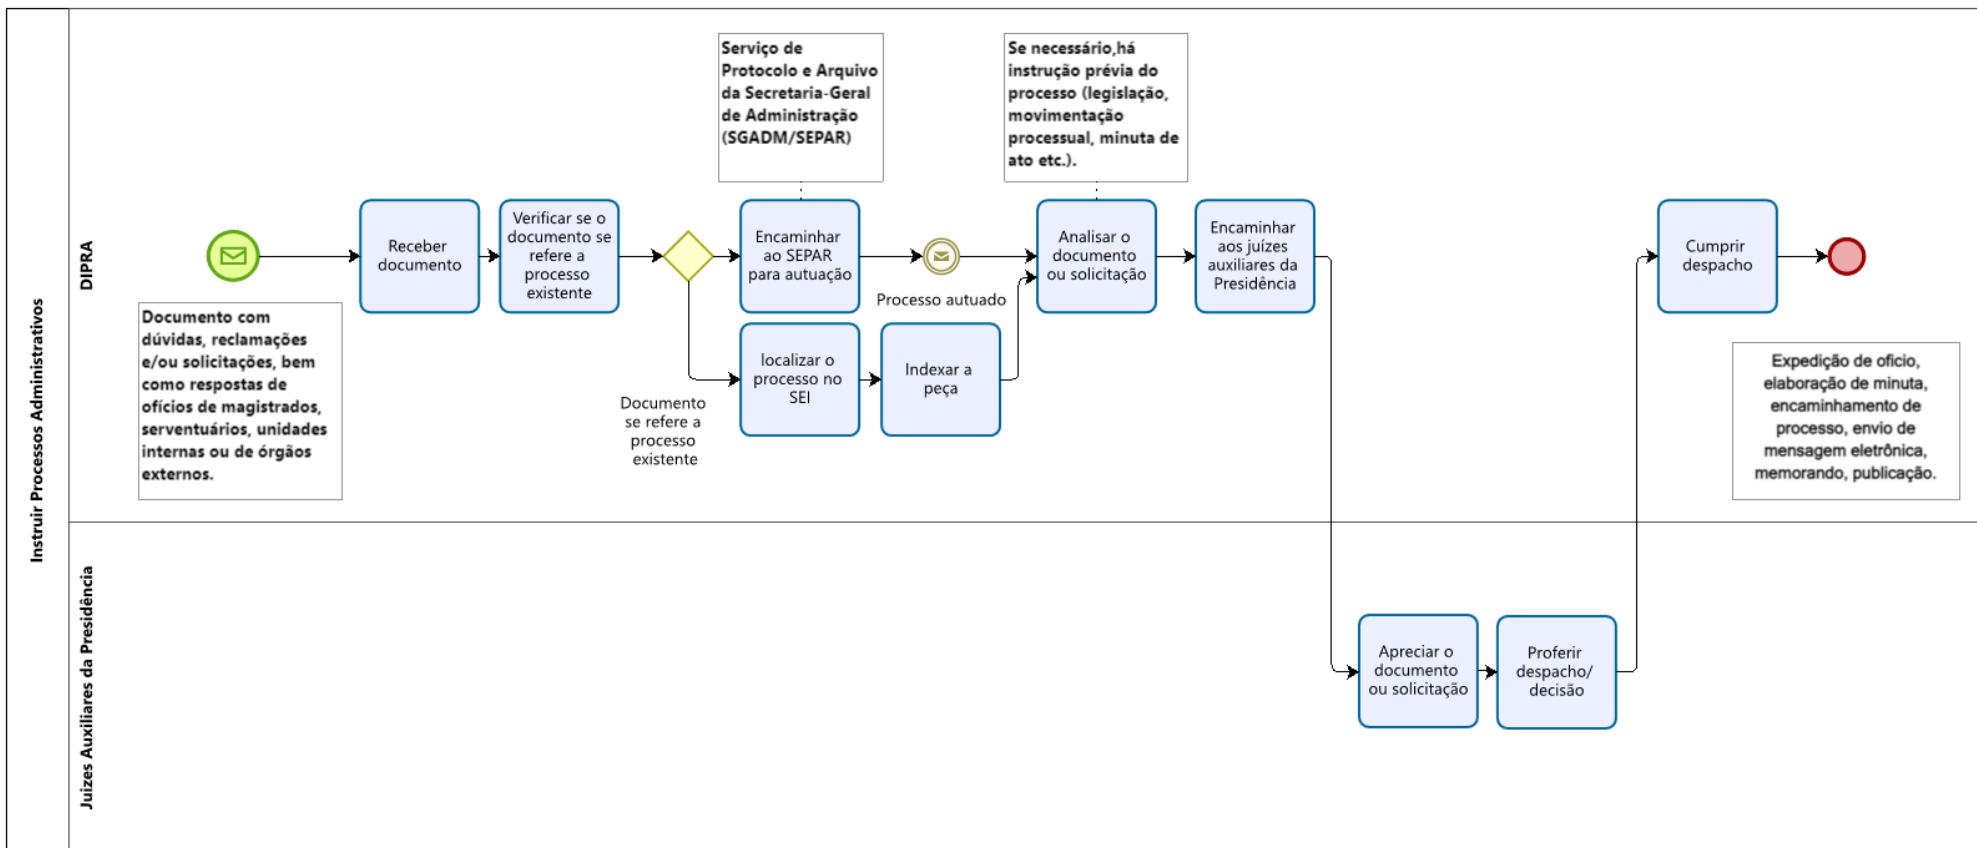 Instruir Processos Administrativos
DIPRA
Documento com
dúvidas, reclamações
e/ou solicitações, bem
como respostas de
ofícios de magistrados,
serventuários, unidades
internas ou de órgãos
externos.
Receber
documento
Verificar se o
documento se
refere a
processo
existente
Serviço de
Protocolo e Arquivo
da Secretaria-Geral
de Administração
(SGADM/SEPAR)
Encaminhar
ao SEPAR
para autuação
Processo autuado
Documento
se refere a
processo
existente
localizar o
processo no
SEI
Indexar a
peça
Se necessário,há
instrução prévia do
processo (legislação,
movimentação
processual, minuta de
ato etc.).
Analisar o
documento
ou solicitação
Encaminhar
aos juízes
auxiliares da
Presidência
Cumprir
despacho
Expedição de oficio,
elaboração de minuta,
encaminhamento de
processo, envio de
mensagem eletrônica,
memorando, publicação.
Juizes Auxiliares da Presidência
Apreciar o
documento
ou solicitação
Proferir
despacho/
decisão